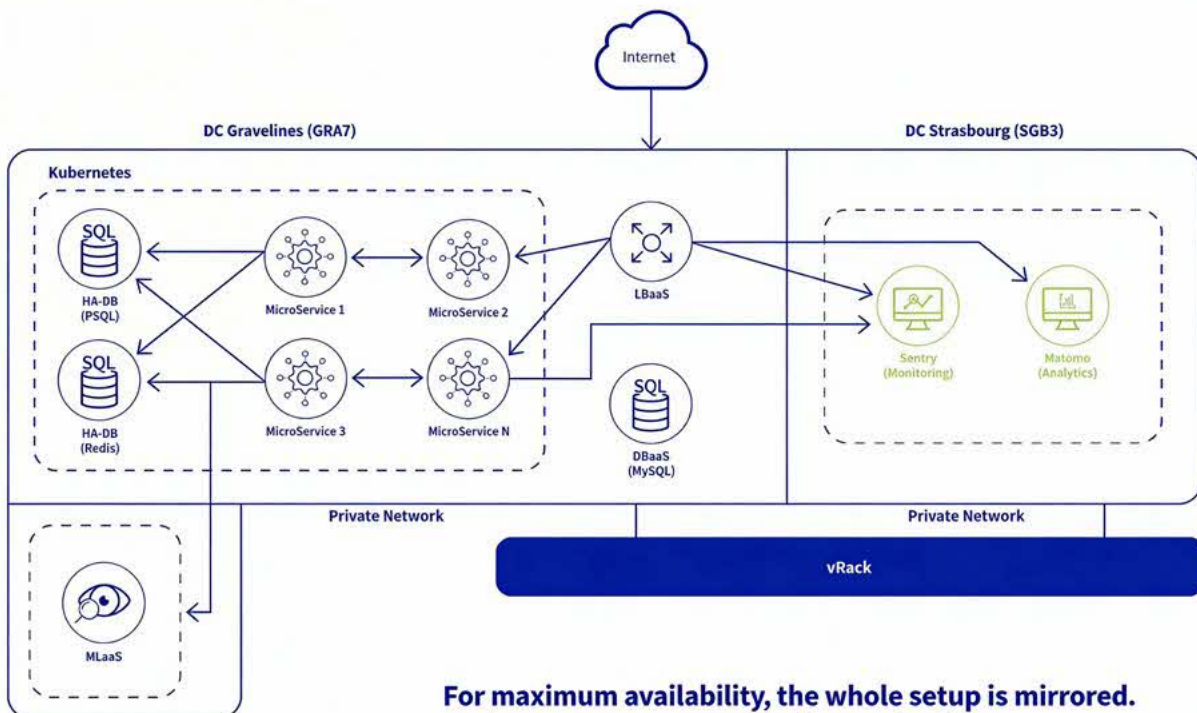 Internet
DC Gravelines (GRA7)
DC Strasbourg (SGB3)
Kubernetes
SQL
HA-DB
(PSQL)
MicroService 1
MicroService 2
LBaaS
SQL
HA-DB
(Redis)
MicroService 3
MicroService N
SQL
DBaaS
(MySQL)
Sentry
(Monitoring)
Matomo
(Analytics)
Private Network
Private Network
vRack
MLaaS
For maximum availability, the whole setup is mirrored.